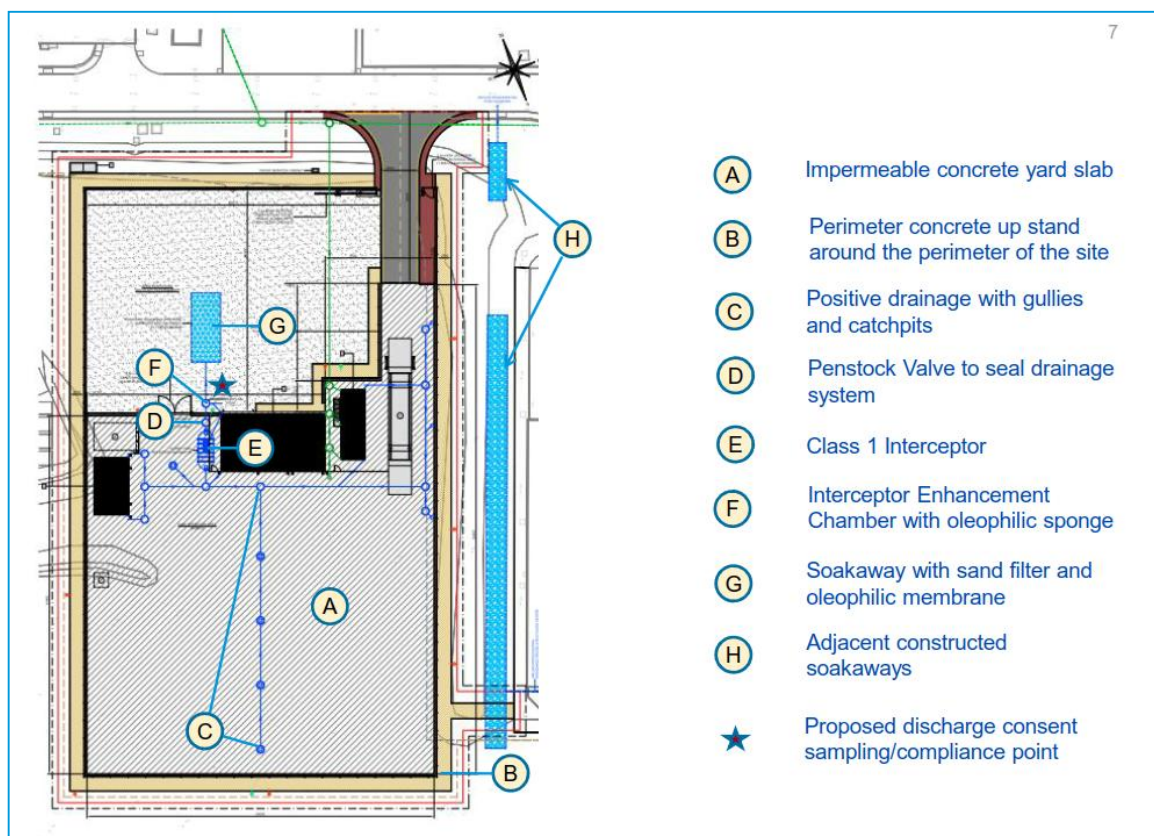 7
A
Impermeable concrete yard slab
B
Perimeter concrete up stand
around the perimeter of the site
C
Positive drainage with gullies
and catchpits
D
Penstock Valve to seal drainage
system
E
Class 1 Interceptor
F
Interceptor Enhancement
Chamber with oleophilic sponge
G
Soakaway with sand filter and
oleophilic membrane
H
Adjacent constructed
soakaways
Proposed discharge consent
sampling/compliance point
H
G
F
D
E
A
C
B